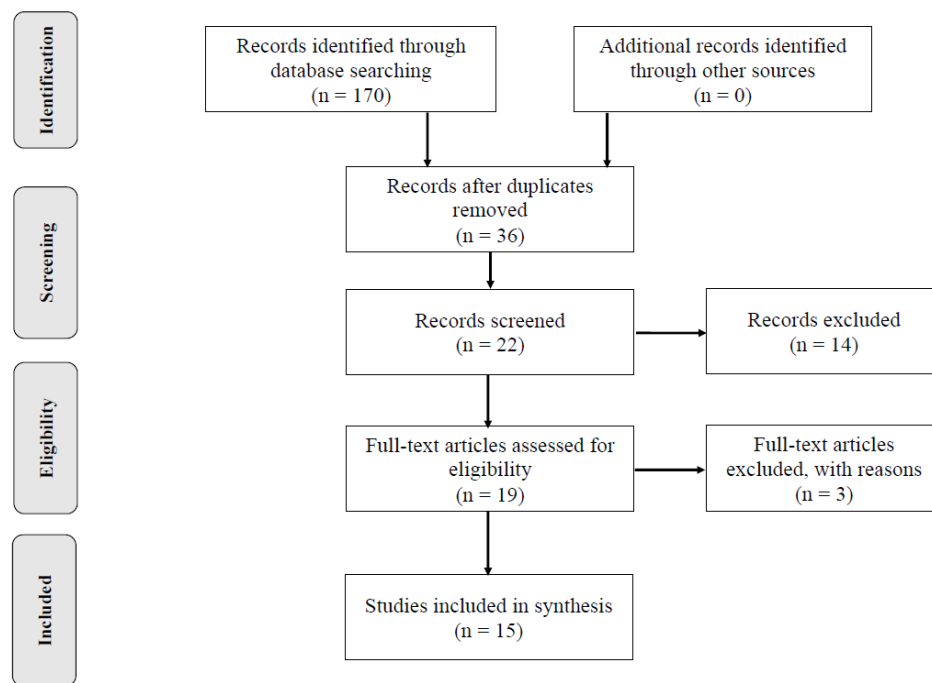 Identification
Records identified through
database searching
(n = 170)
Additional records identified
through other sources
(n = 0)
Screening
Records after duplicates
removed
(n = 36)
Records screened
(n = 22)
Records excluded
(n = 14)
Eligibility
Full-text articles assessed for
eligibility
(n = 19)
Full-text articles
excluded, with reasons
(n = 3)
Included
Studies included in synthesis
(n = 15)